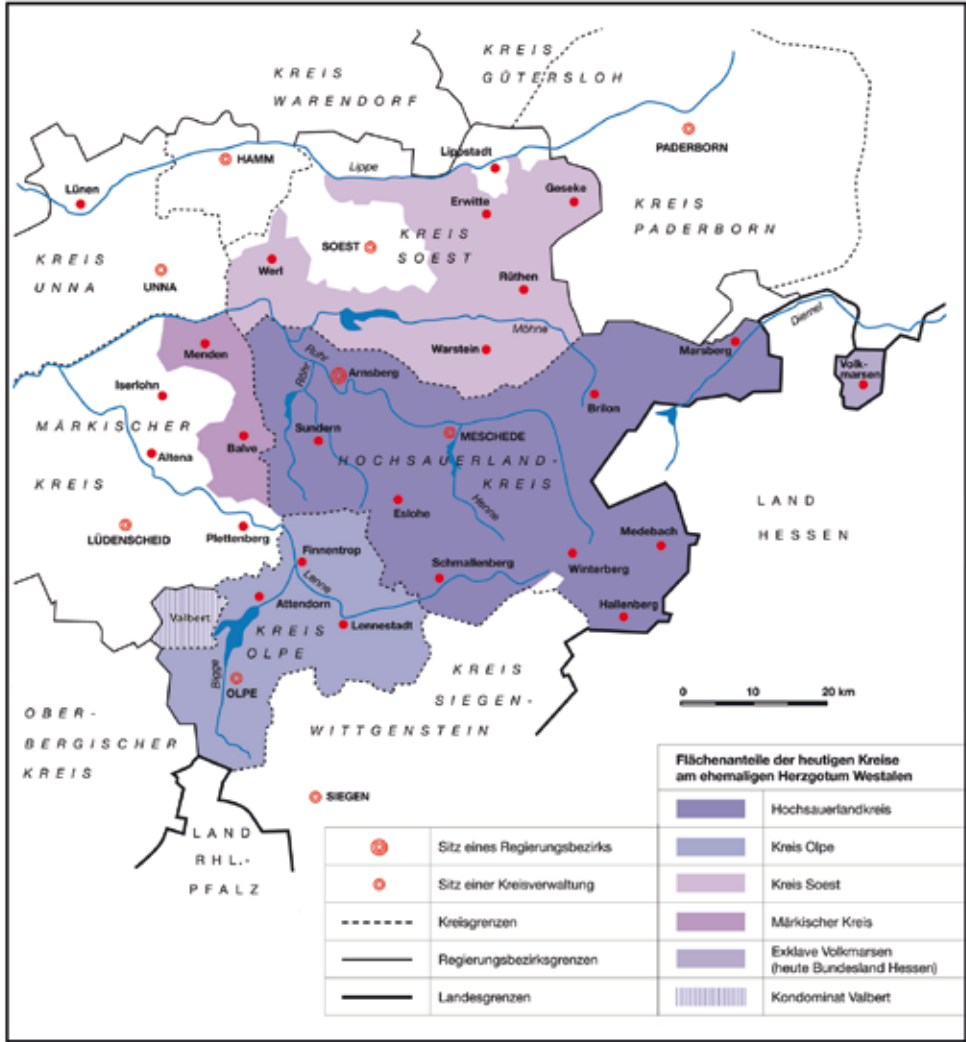 KREIS
WARENDORF
KREIS
GÜTERSLOH
HAMM
Lippe
Lippstadt
PADERBORN
Lünen
Erwitte
Geseke
KREIS
PADERBORN
KREIS
UNNA
UNNA
Werl
SOEST
KREIS
SOEST
Rüthen
Möhne
Diemel
Menden
Ruhr
Röhr
Arnsberg
Warstein
Marsberg
Volk-
marsen
Iserlohn
Brilon
MÄRKISCHER
KREIS
Altena
Balve
Sundern
MESCHEDE
HOCHSAUERLAND-
KREIS
Eslohe
Henne
LAND
HESSEN
LÜDENSCHEID
Plettenberg
Finnentrop
Lenne
Schmallenberg
Winterberg
Medebach
Hallenberg
Valbert
Attendorn
Lennestadt
KREIS
OLPE
Bigge
OLPE
KREIS
SIEGEN-
WITTGENSTEIN
0 10 20 km
OBER-
BERGISCHER
KREIS
SIEGEN
LAND
RHL.-
PFALZ
Sitz eines Regierungsbezirks
Sitz einer Kreisverwaltung
Kreisgrenzen
Regierungsbezirksgrenzen
Landesgrenzen
Flächenanteile der heutigen Kreise
am ehemaligen Herzgotum Westalen
Hochsauerlandkreis
Kreis Olpe
Kreis Soest
Märkischer Kreis
Exklave Volkmarsen
(heute Bundesland Hessen)
Kondominat Valbert